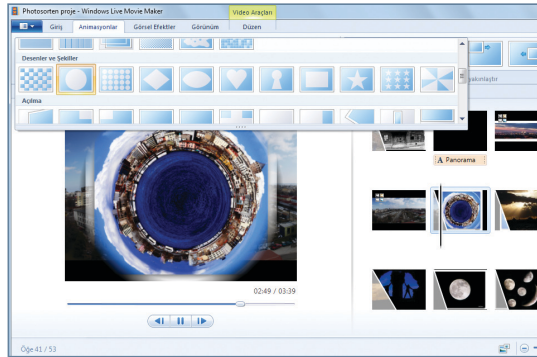 Photosorten proje - Windows Live Movie Maker
Video Araçları
Giriş Animasyonlar Görsel Efektler Görünüm Düzen
Desenler ve Şekiller
Açılma
yakınlaştır
A Panorama
02:49 / 03:39
Öğe 41 / 53